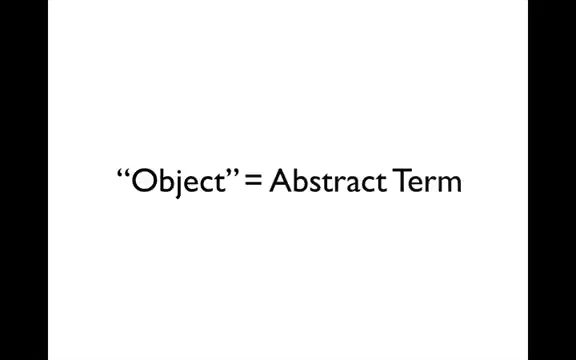 “Object” = Abstract Term